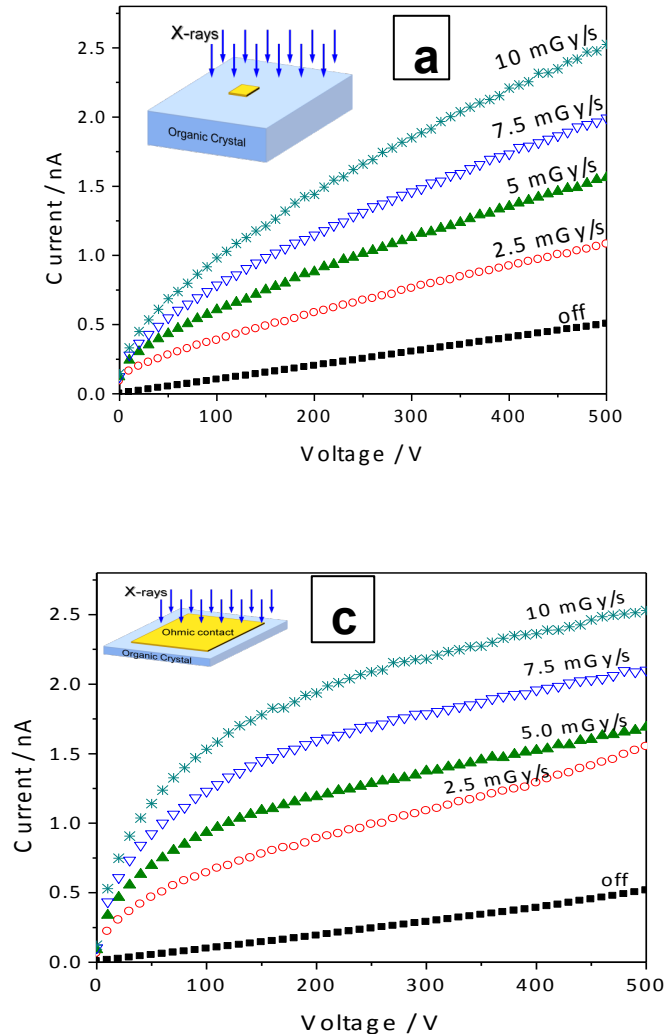 X-rays
Organic Crystal
a
10 mGy/s
7.5 mGy/s
5 mGy/s
2.5 mGy/s
off
Current / nA
2.5
2.0
1.5
1.0
0.5
0.0
0 100 200 300 400 500
Voltage / V
X-rays
Ohmic contact
Organic Crystal
c
10 mGy/s
7.5 mGy/s
5.0 mGy/s
2.5 mGy/s
off
Current / nA
2.5
2.0
1.5
1.0
0.5
0.0
0 100 200 300 400 500
Voltage / V